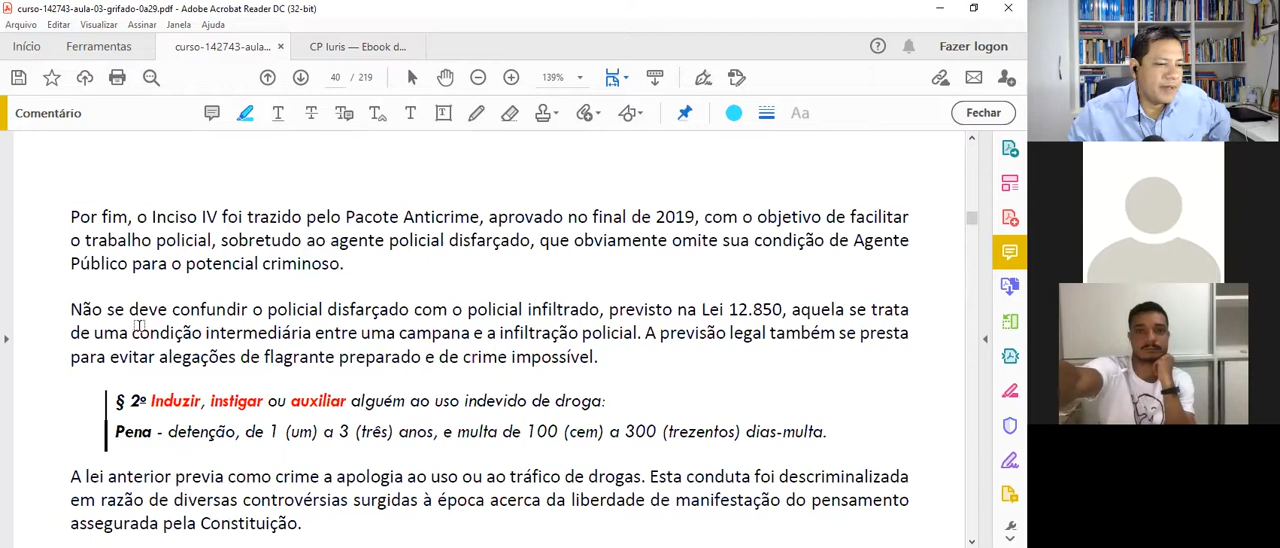 curso-142743-aula-03-grifado-0a29.pdf - Adobe Acrobat Reader DC (32-bit)
Arquivo Editar Visualizar Assinar Janela Ajuda
Início Ferramentas curso-142743-aula... × CP Iuris — Ebook d... Fazer logon
40 / 219 139%
Comentário Aa Fechar
Por fim, o Inciso IV foi trazido pelo Pacote Anticrime, aprovado no final de 2019, com o objetivo de facilitar
o trabalho policial, sobretudo ao agente policial disfarçado, que obviamente omite sua condição de Agente
Público para o potencial criminoso.
Não se deve confundir o policial disfarçado com o policial infiltrado, previsto na Lei 12.850, aquela se trata
de uma condição intermediária entre uma campana e a infiltração policial. A previsão legal também se presta
para evitar alegações de flagrante preparado e de crime impossível.
§ 2º Induzir, instigar ou auxiliar alguém ao uso indevido de droga:
Pena - detenção, de 1 (um) a 3 (três) anos, e multa de 100 (cem) a 300 (trezentos) dias-multa.
A lei anterior previa como crime a apologia ao uso ou ao tráfico de drogas. Esta conduta foi descriminalizada
em razão de diversas controvérsias surgidas à época acerca da liberdade de manifestação do pensamento
assegurada pela Constituição.